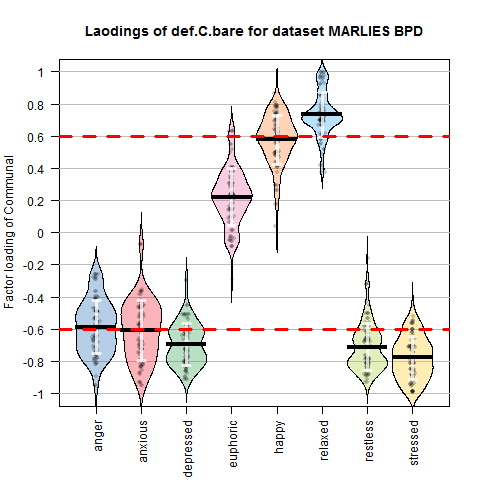 Laodings of def.C.bare for dataset MARLIES BPD
Factor loading of Communal
1
0.8
0.6
0.4
0.2
0
-0.2
-0.4
-0.6
-0.8
-1
anger
anxious
depressed
euphoric
happy
relaxed
restless
stressed